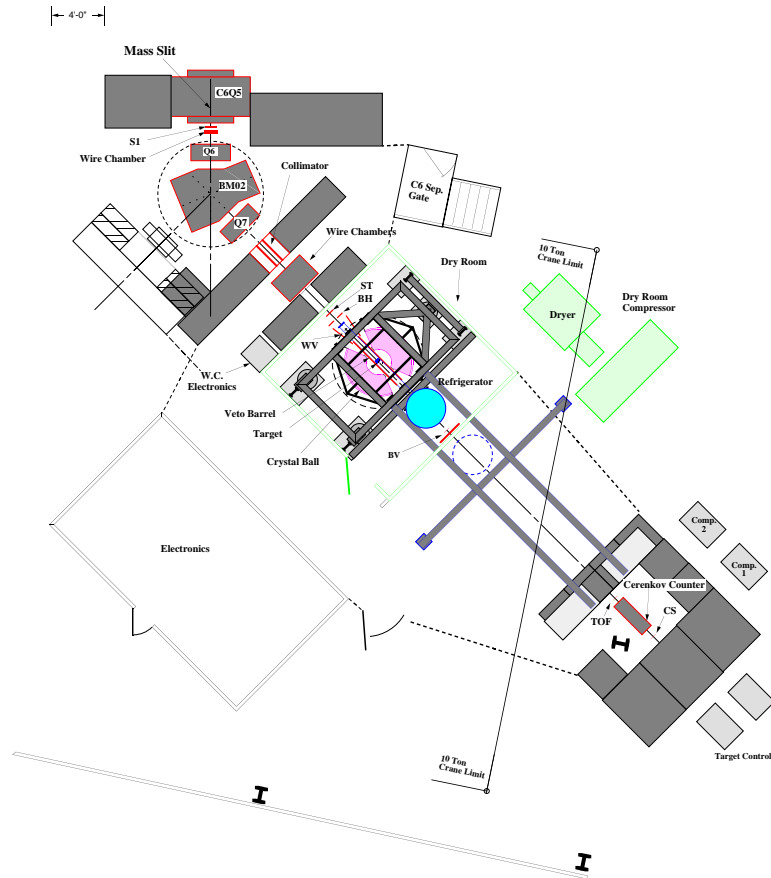 4'-0"
Mass Slit
C6Q5
S1
Wire Chamber
Q6
Collimator
BM02
C6 Sep.
Gate
Q7
Wire Chambers
10 Ton
Crane Limit
Dry Room
ST
BH
Dry Room
Compressor
Dryer
WV
W.C.
Electronics
Refrigerator
Veto Barrel
Target
BV
Crystal Ball
Comp.
2
Electronics
Comp.
1
Cerenkov Counter
CS
TOF
10 Ton
Crane Limit
Target Control